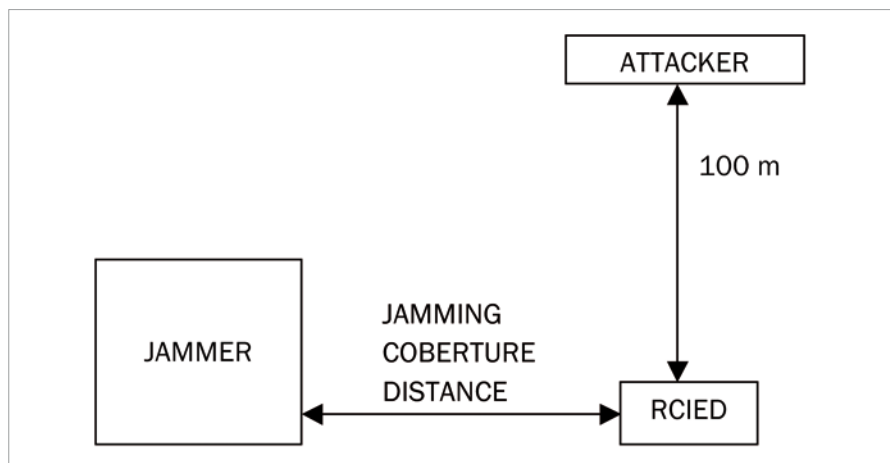 ATTACKER
100 m
JAMMER
JAMMING
COBERTURE
DISTANCE
RCIED